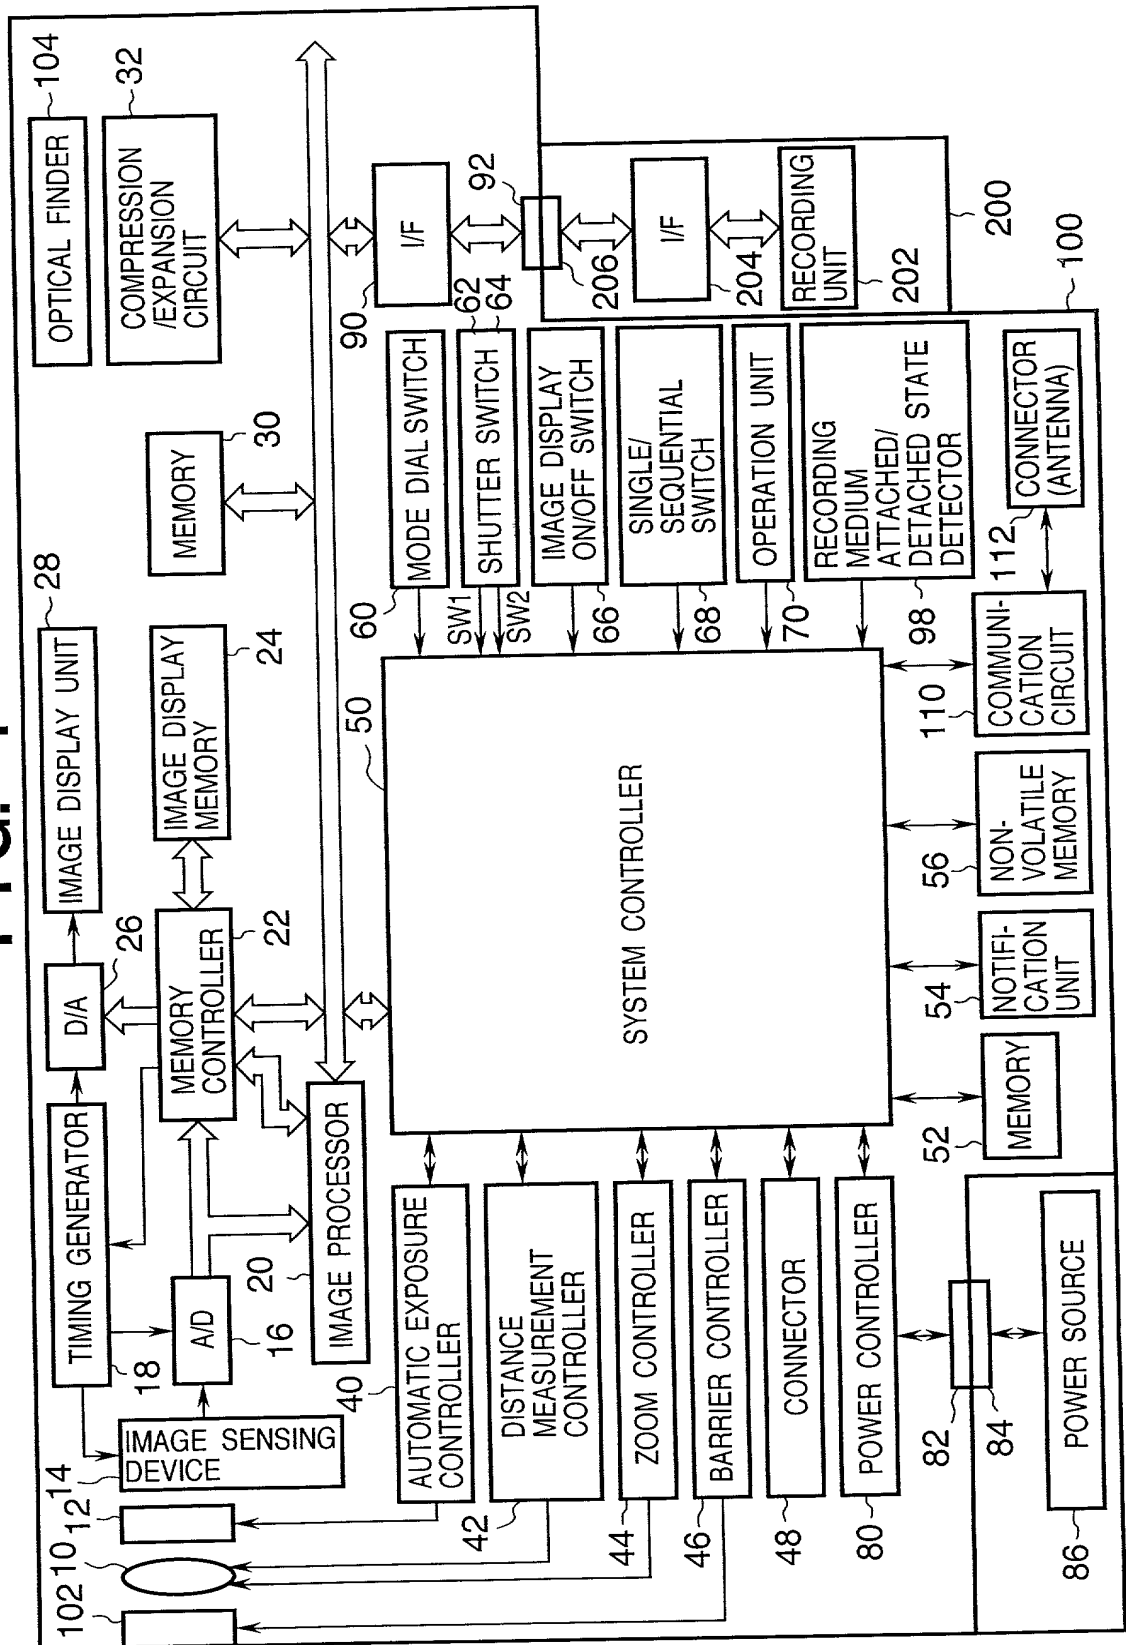 FIG. 1
102
10
12
14
IMAGE SENSING
DEVICE
18
TIMING GENERATOR
A/D
16
20
IMAGE PROCESSOR
D/A
26
MEMORY
CONTROLLER
22
IMAGE DISPLAY UNIT
28
IMAGE DISPLAY
MEMORY
24
MEMORY
30
OPTICAL FINDER
104
COMPRESSION
/EXPANSION
CIRCUIT
32
40
AUTOMATIC EXPOSURE
CONTROLLER
42
DISTANCE
MEASUREMENT
CONTROLLER
44
ZOOM CONTROLLER
46
BARRIER CONTROLLER
48
CONNECTOR
80
POWER CONTROLLER
82
84
86
POWER SOURCE
50
SYSTEM CONTROLLER
52
MEMORY
54
NOTIFI-
CATION
UNIT
56
NON-
VOLATILE
MEMORY
110
COMMUNI-
CATION
CIRCUIT
112
CONNECTOR
(ANTENNA)
60
MODE DIAL SWITCH
SW1
SW2
SHUTTER SWITCH
62
64
66
IMAGE DISPLAY
ON/OFF SWITCH
68
SINGLE/
SEQUENTIAL
SWITCH
70
OPERATION UNIT
98
RECORDING
MEDIUM
ATTACHED/
DETACHED STATE
DETECTOR
90
I/F
92
206
I/F
204
RECORDING
UNIT
202
200
100